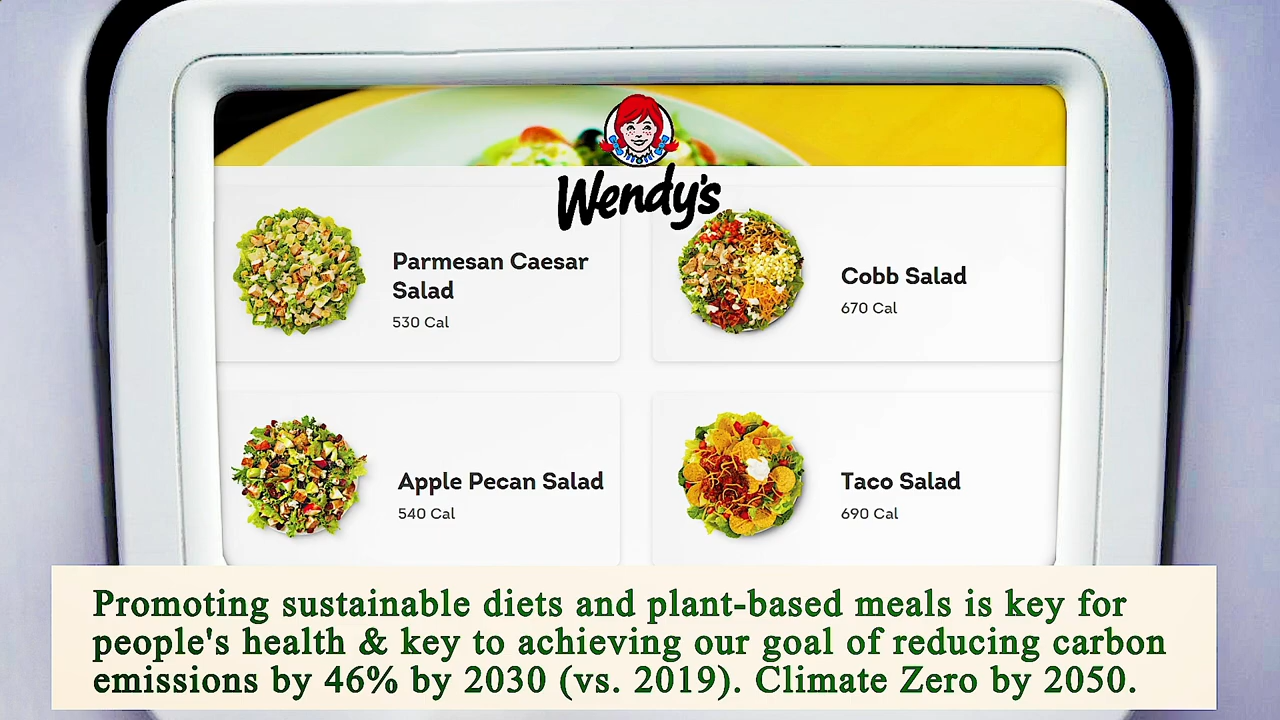 Wendy's
Parmesan Caesar
Salad
530 Cal
Cobb Salad
670 Cal
Apple Pecan Salad
540 Cal
Taco Salad
690 Cal
Promoting sustainable diets and plant-based meals is key for
people's health & key to achieving our goal of reducing carbon
emissions by 46% by 2030 (vs. 2019). Climate Zero by 2050.